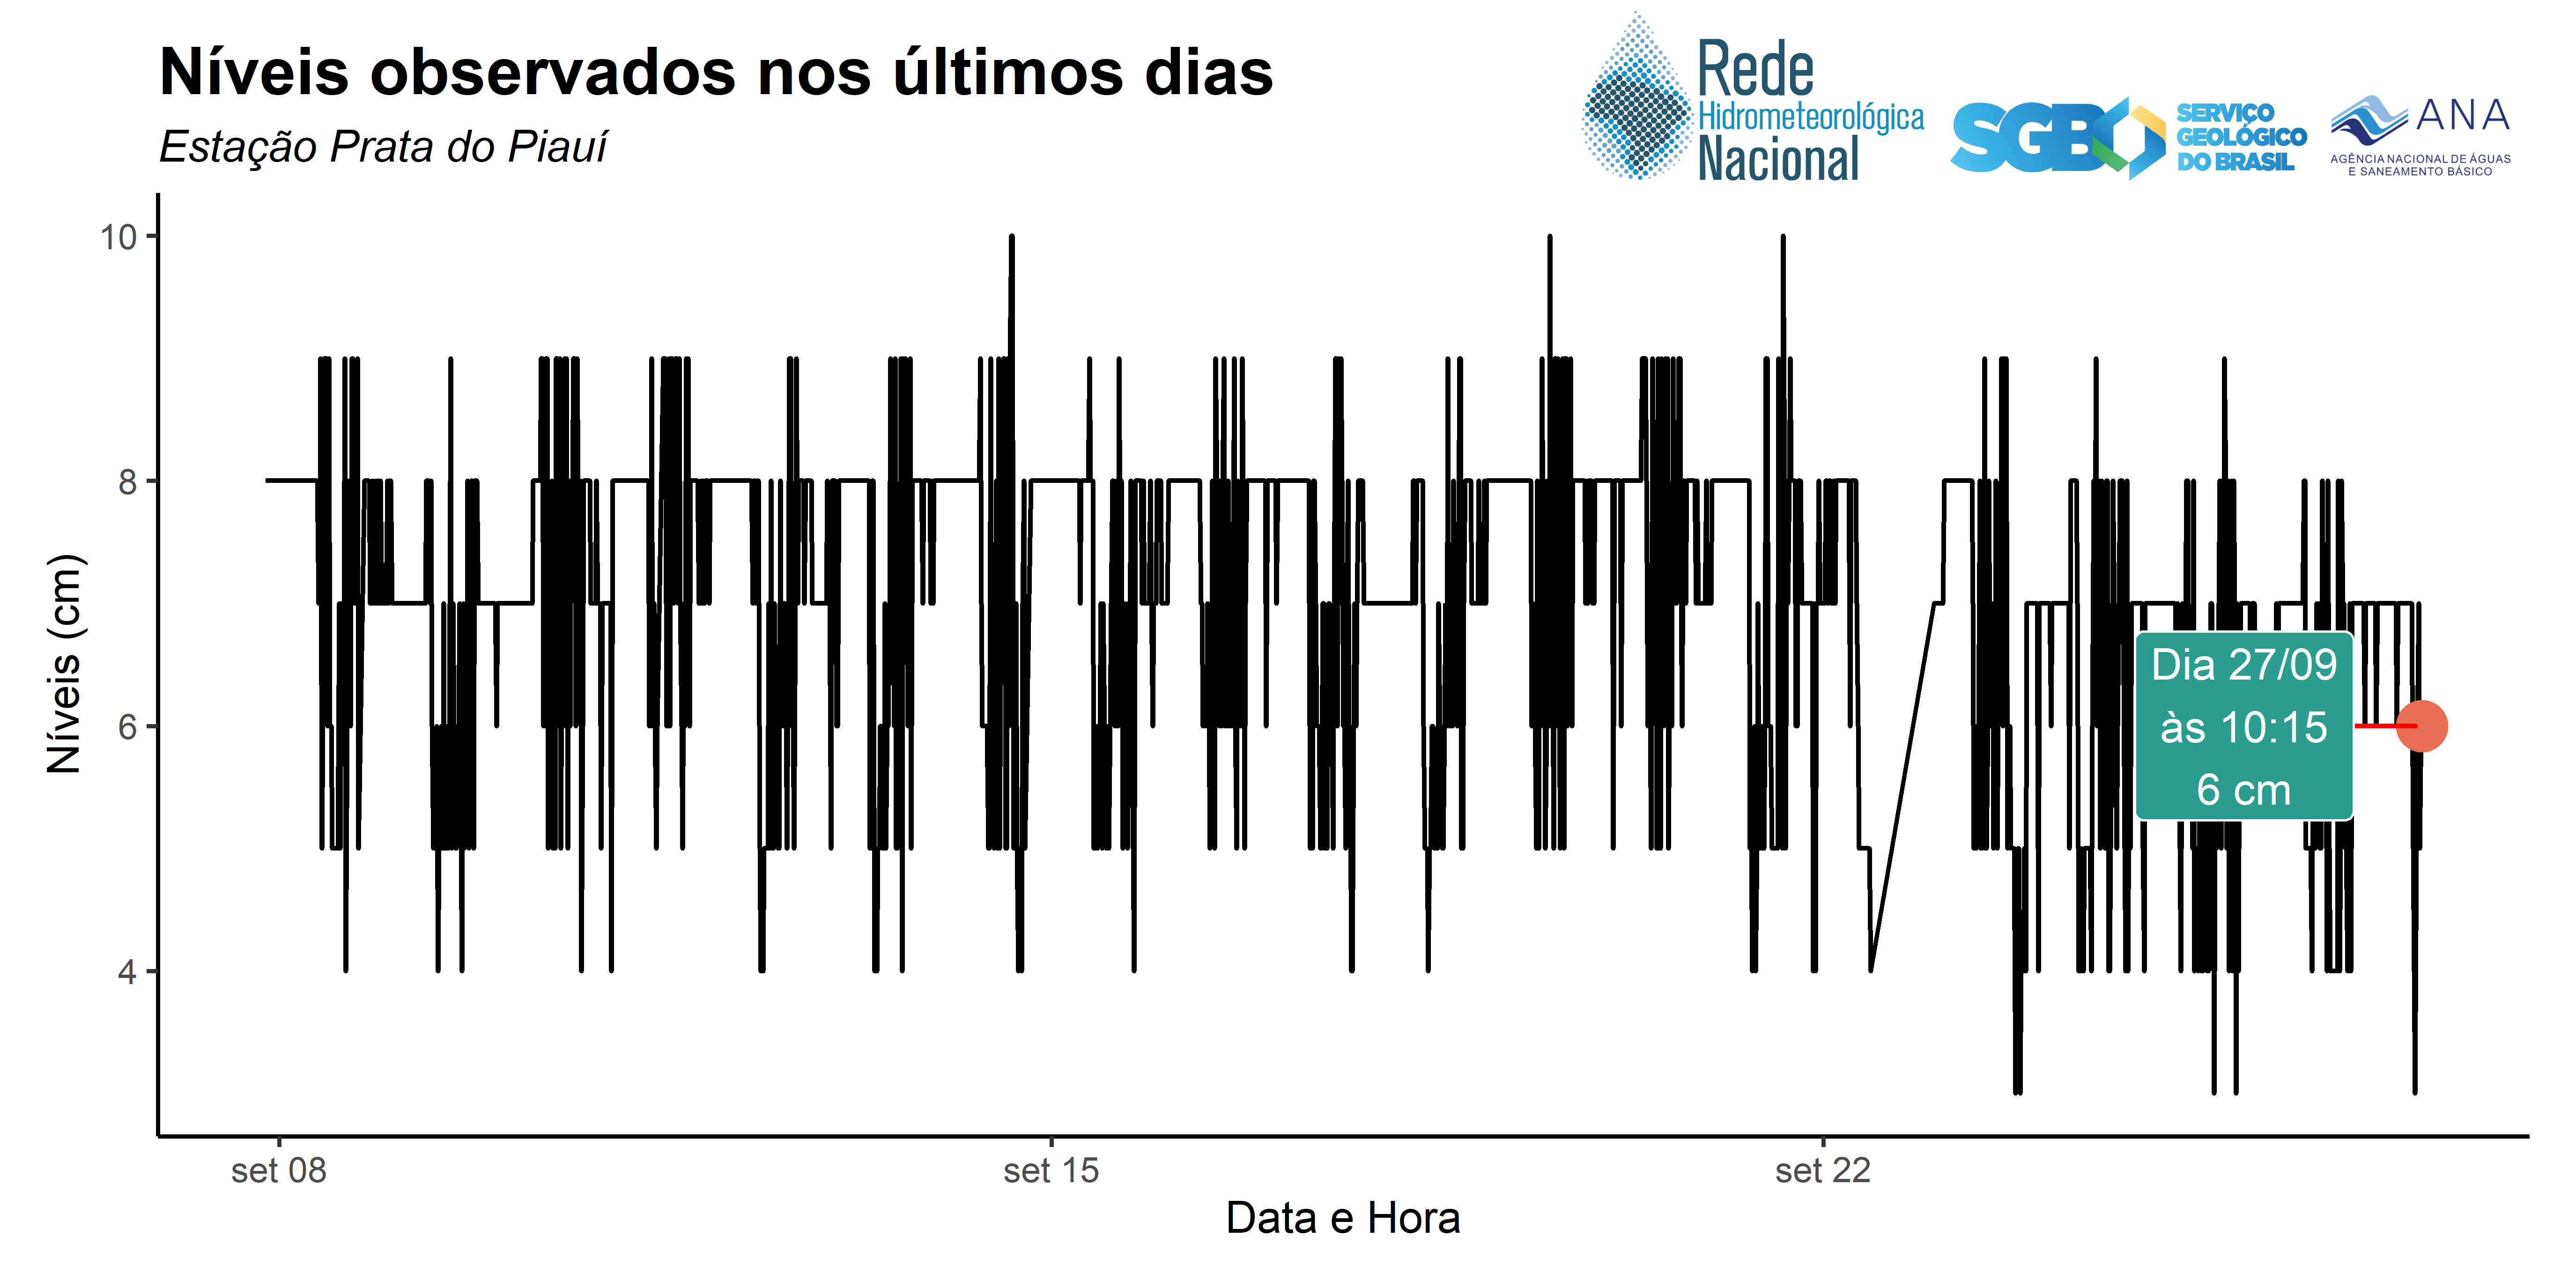 Níveis observados nos últimos dias
Estação Prata do Piauí
Rede
Hidrometeorológica
Nacional
SGB
SERVIÇO
GEOLÓGICO
DO BRASIL
ANA
AGÊNCIA NACIONAL DE ÁGUAS
E SANEAMENTO BÁSICO
Níveis (cm)
10
8
6
4
Dia 27/09
às 10:15
6 cm
set 08
set 15
set 22
Data e Hora